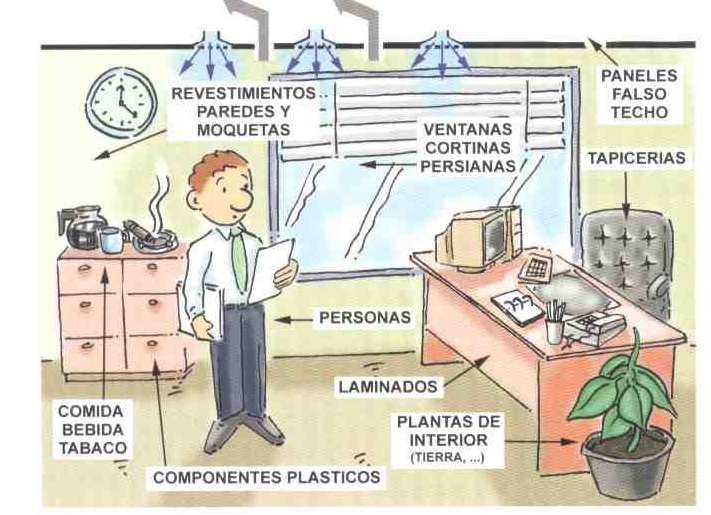 PANELES
FALSO
TECHO
REVESTIMIENTOS
PAREDES Y
MOQUETAS
VENTANAS
CORTINAS
PERSIANAS
TAPICERIAS
PERSONAS
LAMINADOS
COMIDA
BEBIDA
TABACO
PLANTAS DE
INTERIOR
(TIERRA, ...)
COMPONENTES PLASTICOS